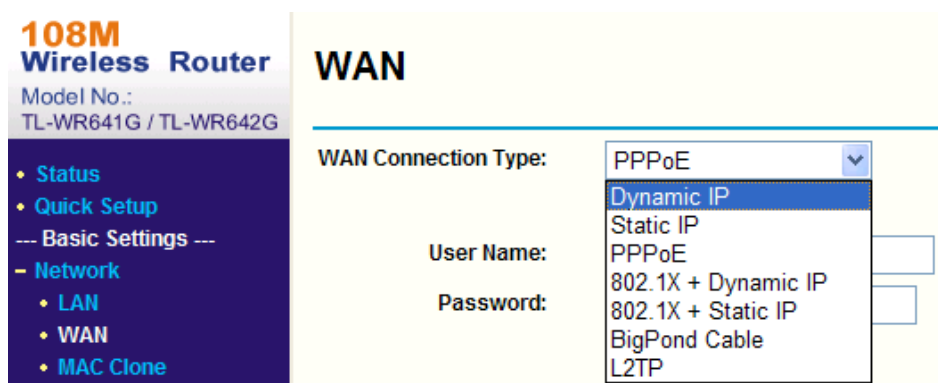 108M
Wireless Router
Model No.:
TL-WR641G / TL-WR642G
• Status
• Quick Setup
--- Basic Settings ---
– Network
• LAN
• WAN
• MAC Clone
WAN
WAN Connection Type:
PPPoE
Dynamic IP
Static IP
PPPoE
802.1X + Dynamic IP
802.1X + Static IP
BigPond Cable
L2TP
User Name:
Password: